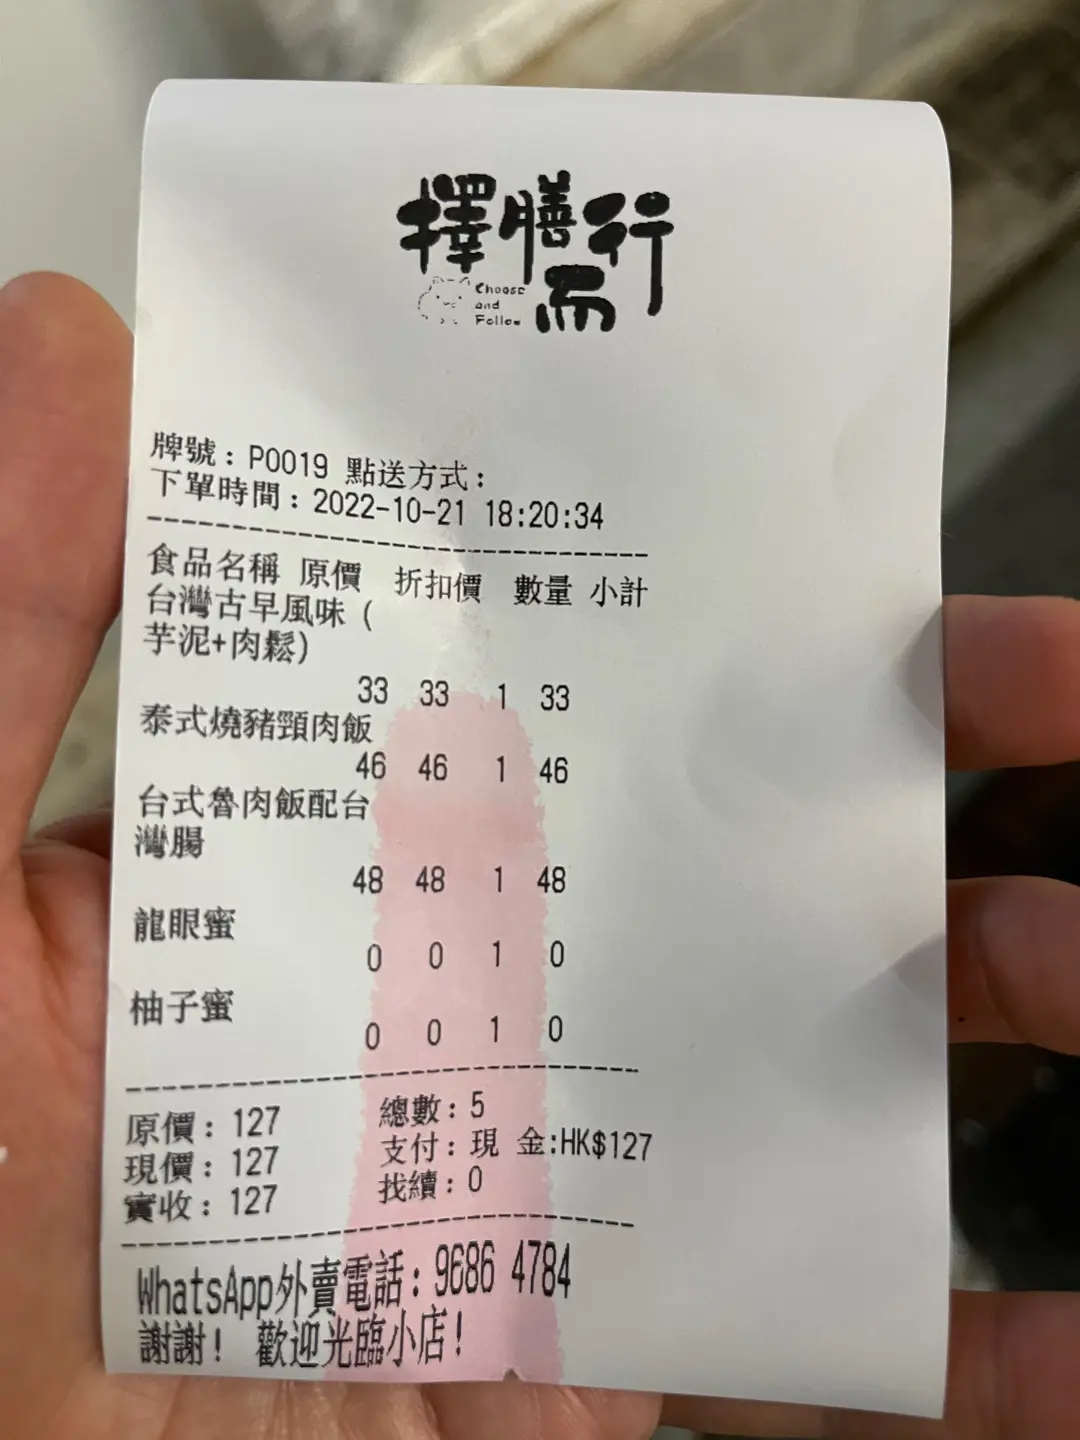 擇膳而行
Choose
and
Follow
牌號：P0019 點送方式：
下單時間：2022-10-21 18:20:34
食品名稱 原價 折扣價 數量 小計
台灣古早風味（
芋泥+肉鬆）
33 33 1 33
泰式燒豬頸肉飯
46 46 1 46
台式魯肉飯配台
灣腸
48 48 1 48
龍眼蜜
0 0 1 0
柚子蜜
0 0 1 0
原價：127 總數：5
現價：127 支付：現 金:HK$127
實收：127 找續：0
WhatsApp外賣電話：9686 4784
謝謝！ 歡迎光臨小店！